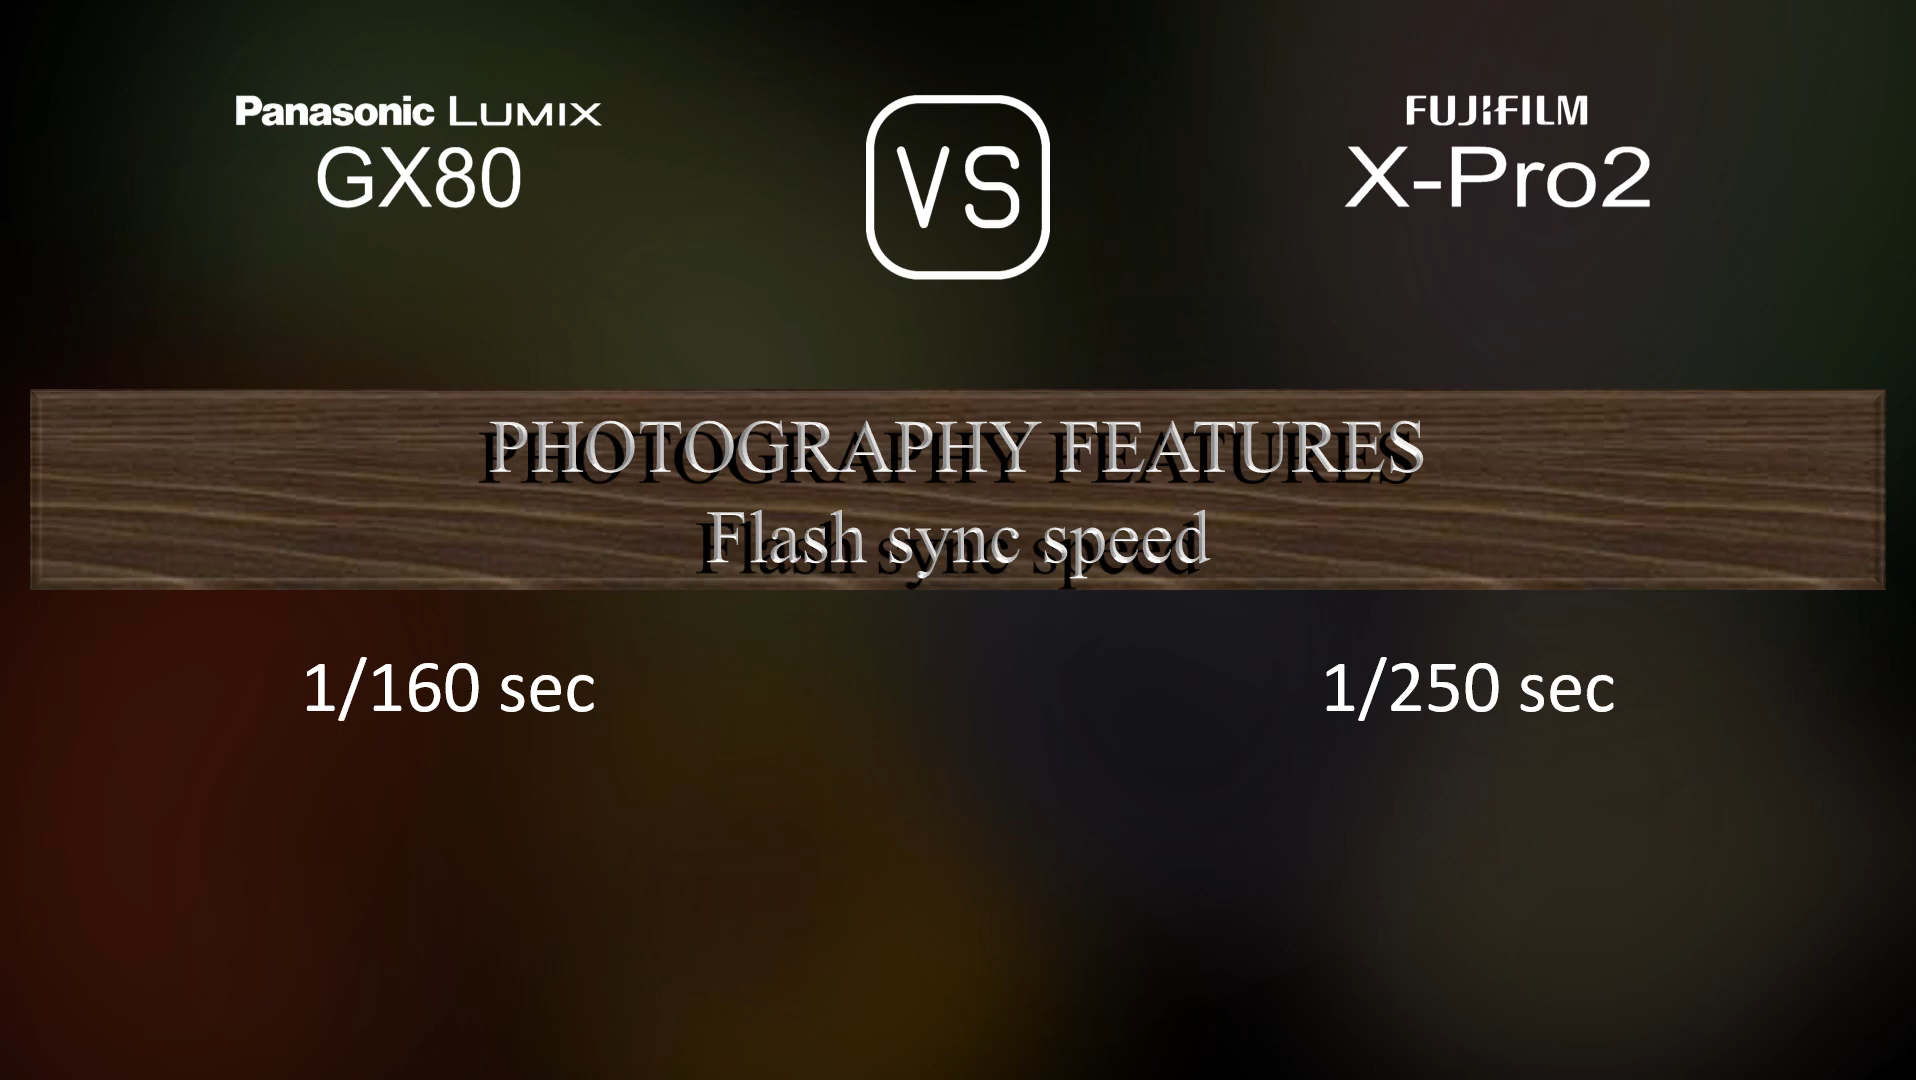 Panasonic LUMIX
GX80
VS
FUJIFILM
X-Pro2
PHOTOGRAPHY FEATURES
Flash sync speed
1/160 sec
1/250 sec